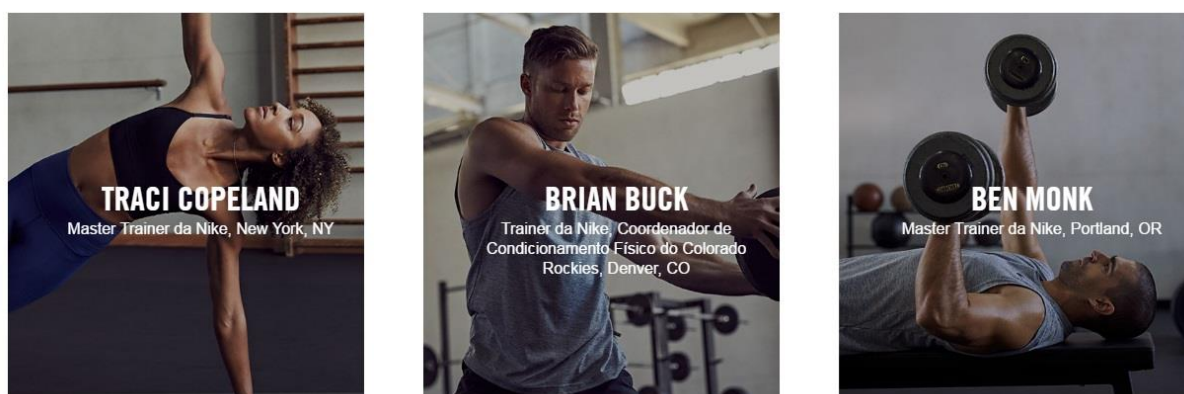 TRACI COPELAND
Master Trainer da Nike, New York, NY
BRIAN BUCK
Trainer da Nike, Coordenador de
Condicionamento Físico do Colorado
Rockies, Denver, CO
BEN MONK
Master Trainer da Nike, Portland, OR